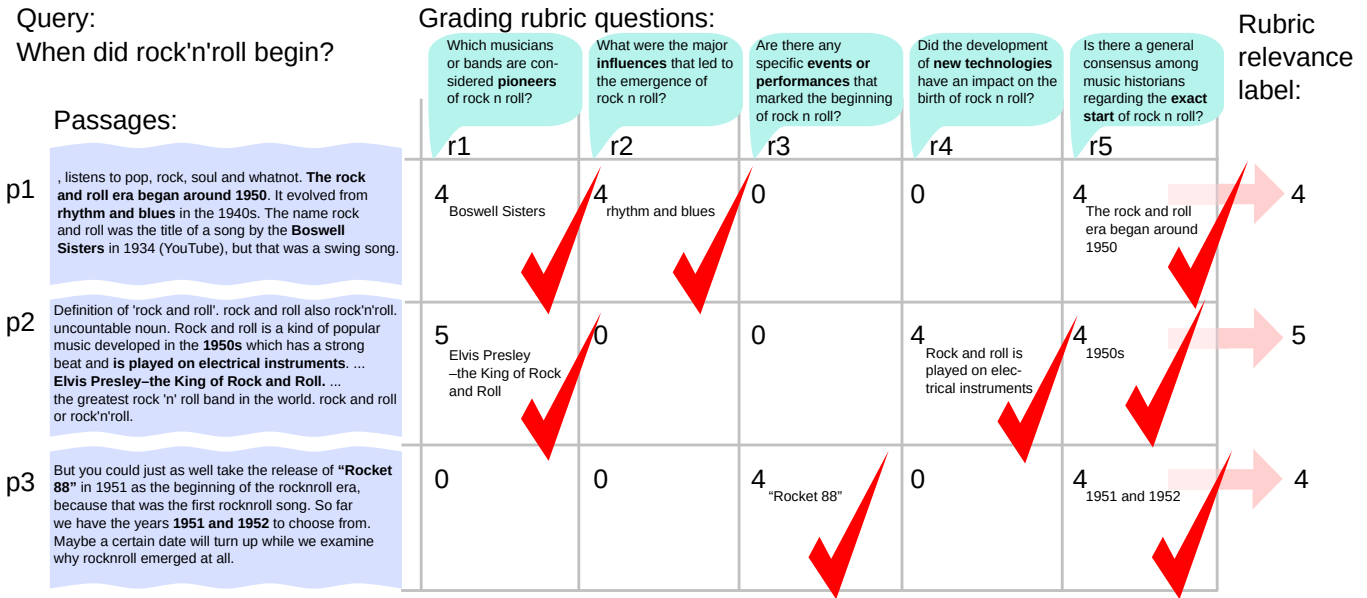 Query:
When did rock'n'roll begin?
Grading rubric questions:
Rubric
relevance
label:
Which musicians
or bands are con-
sidered pioneers
of rock n roll?
What were the major
influences that led to
the emergence of
rock n roll?
Are there any
specific events or
performances that
marked the beginning
of rock n roll?
Did the development
of new technologies
have an impact on the
birth of rock n roll?
Is there a general
consensus among
music historians
regarding the exact
start of rock n roll?
Passages:
r1
r2
r3
r4
r5
p1
, listens to pop, rock, soul and whatnot. The rock
and roll era began around 1950. It evolved from
rhythm and blues in the 1940s. The name rock
and roll was the title of a song by the Boswell
Sisters in 1934 (YouTube), but that was a swing song.
4
Boswell Sisters
4
rhythm and blues
0
0
4
The rock and roll
era began around
1950
4
p2
Definition of 'rock and roll'. rock and roll also rock'n'roll.
uncountable noun. Rock and roll is a kind of popular
music developed in the 1950s which has a strong
beat and is played on electrical instruments. ...
Elvis Presley–the King of Rock and Roll. ...
the greatest rock 'n' roll band in the world. rock and roll
or rock'n'roll.
5
Elvis Presley
–the King of Rock
and Roll
0
0
4
Rock and roll is
played on elec-
trical instruments
4
1950s
5
p3
But you could just as well take the release of “Rocket
88” in 1951 as the beginning of the rocknroll era,
because that was the first rocknroll song. So far
we have the years 1951 and 1952 to choose from.
Maybe a certain date will turn up while we examine
why rocknroll emerged at all.
0
0
4
“Rocket 88”
0
4
1951 and 1952
4